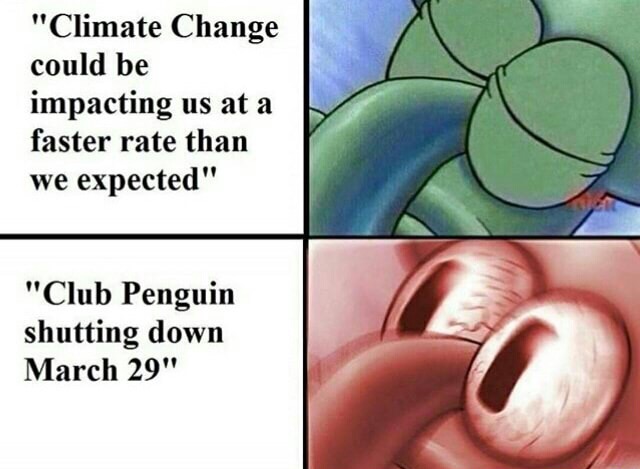 "Climate Change
could be
impacting us at a
faster rate than
we expected"
"Club Penguin
shutting down
March 29"